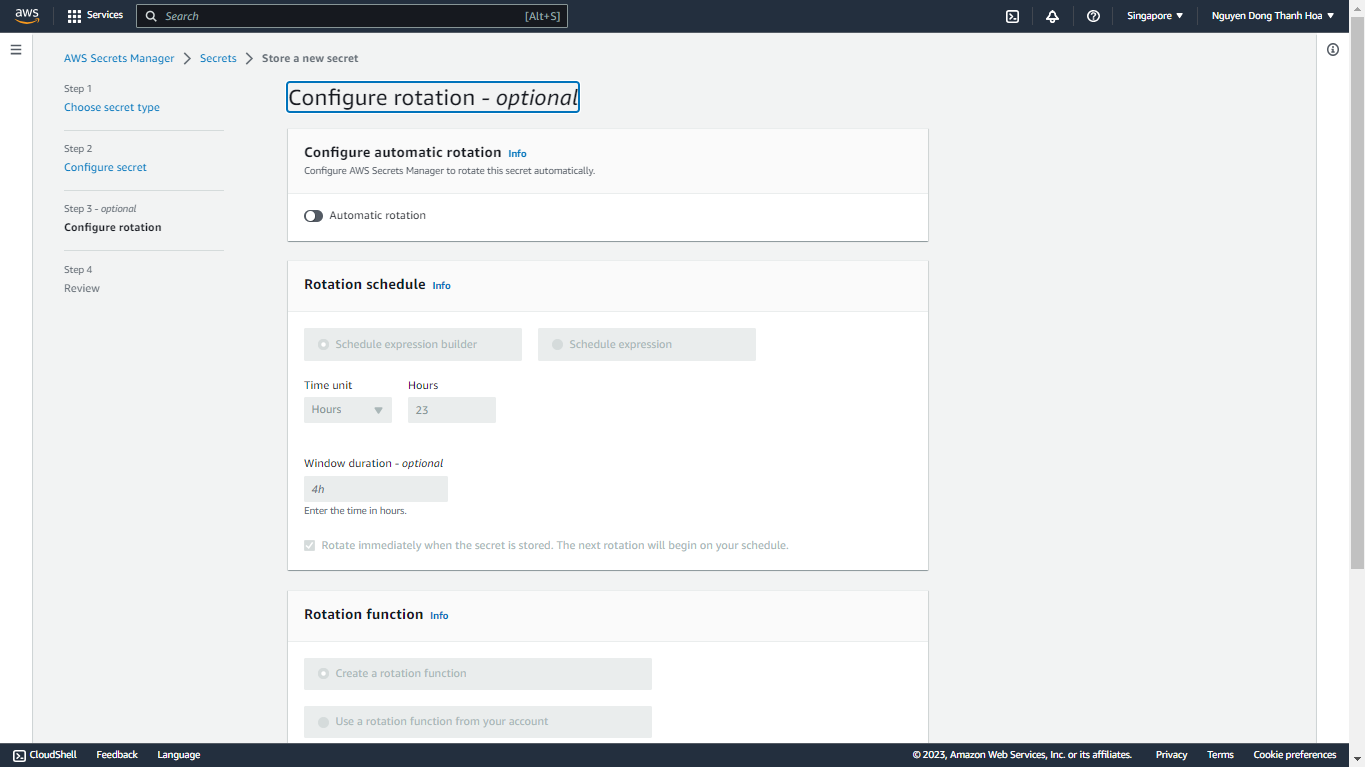 aws Services Search [Alt+S] Singapore ▼ Nguyen Dong Thanh Hoa ▼
AWS Secrets Manager > Secrets > Store a new secret
Step 1
Choose secret type
Step 2
Configure secret
Step 3 - optional
Configure rotation
Step 4
Review
Configure rotation - optional
Configure automatic rotation Info
Configure AWS Secrets Manager to rotate this secret automatically.
Automatic rotation
Rotation schedule Info
Schedule expression builder Schedule expression
Time unit Hours
Hours 23
Window duration - optional
4h
Enter the time in hours.
Rotate immediately when the secret is stored. The next rotation will begin on your schedule.
Rotation function Info
Create a rotation function
Use a rotation function from your account
CloudShell Feedback Language © 2023, Amazon Web Services, Inc. or its affiliates. Privacy Terms Cookie preferences